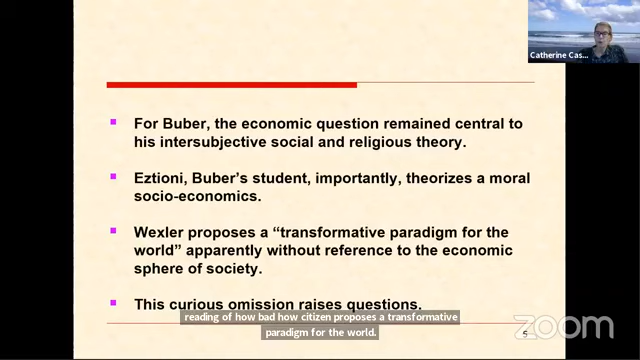 Catherine Cas...
For Buber, the economic question remained central to
his intersubjective social and religious theory.
Eztioni, Buber's student, importantly, theorizes a moral
socio-economics.
Wexler proposes a “transformative paradigm for the
world” apparently without reference to the economic
sphere of society.
This curious omission raises questions.
reading of how bad how citizen proposes a transformative
paradigm for the world.
5
zoom